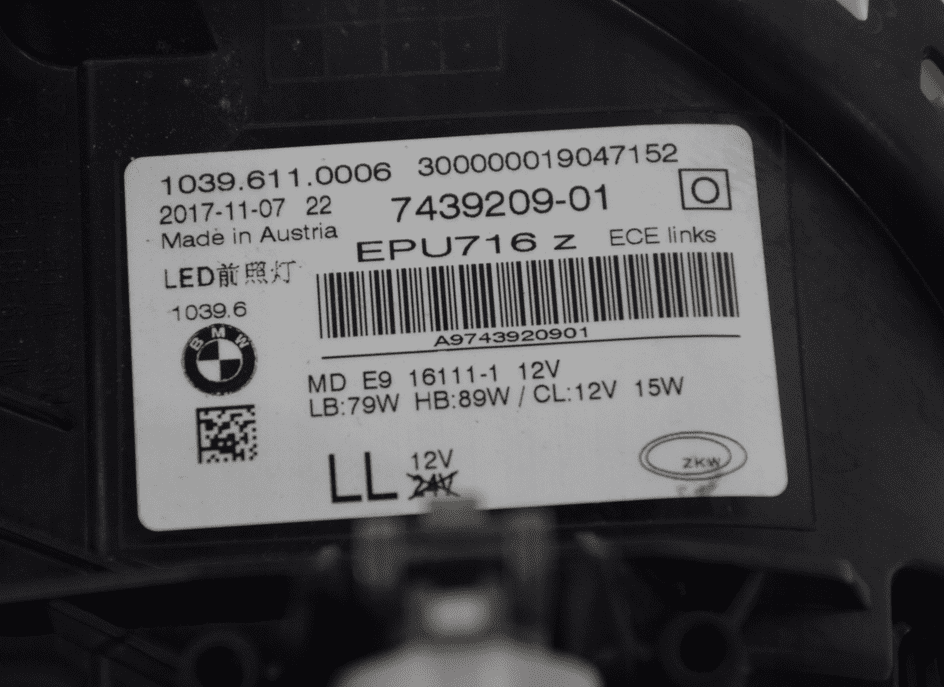 1039.611.0006 300000019047152
2017-11-07 22 7439209-01 O
Made in Austria EPU716 z ECE links
LED前照灯
1039.6
A9743920901
BMW
MD E9 16111-1 12V
LB:79W HB:89W / CL:12V 15W
LL 12V
24V
ZKW